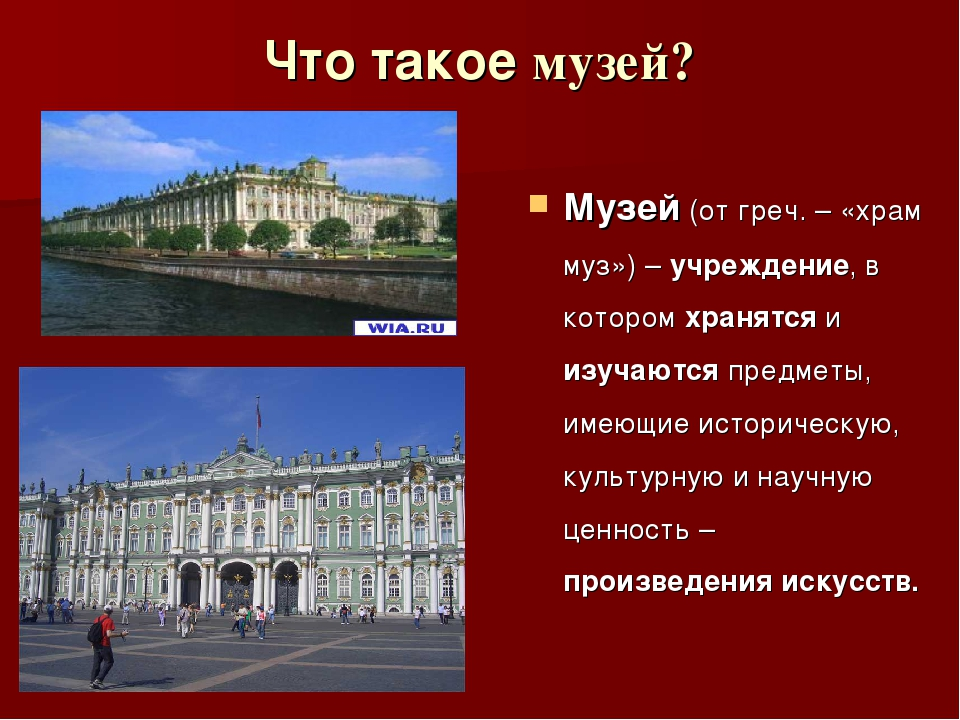 Что такое музей?
WIA.RU
Музей (от греч. – «храм
муз») – учреждение, в
котором хранятся и
изучаются предметы,
имеющие историческую,
культурную и научную
ценность –
произведения искусств.